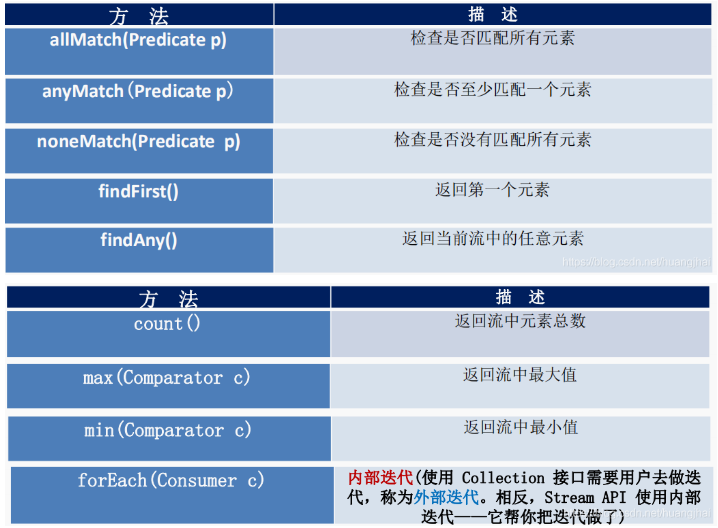 方 法 描 述
allMatch(Predicate p) 检查是否匹配所有元素
anyMatch(Predicate p) 检查是否至少匹配一个元素
noneMatch(Predicate p) 检查是否没有匹配所有元素
findFirst() 返回第一个元素
findAny() 返回当前流中的任意元素
https://blog.csdn.net/huangjhai
方 法 描 述
count() 返回流中元素总数
max(Comparator c) 返回流中最大值
min(Comparator c) 返回流中最小值
forEach(Consumer c) 内部迭代(使用 Collection 接口需要用户去做迭
代，称为外部迭代。相反，Stream API 使用内部
迭代——它帮你把迭代做了)